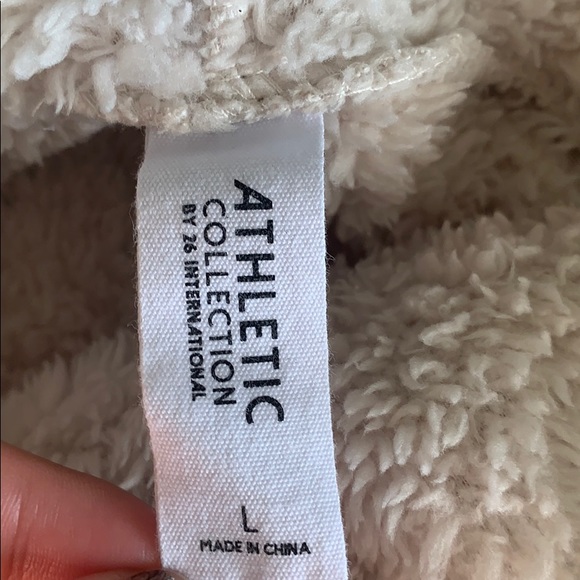 ATHLETIC
COLLECTION
BY 26 INTERNATIONAL
L
MADE IN CHINA